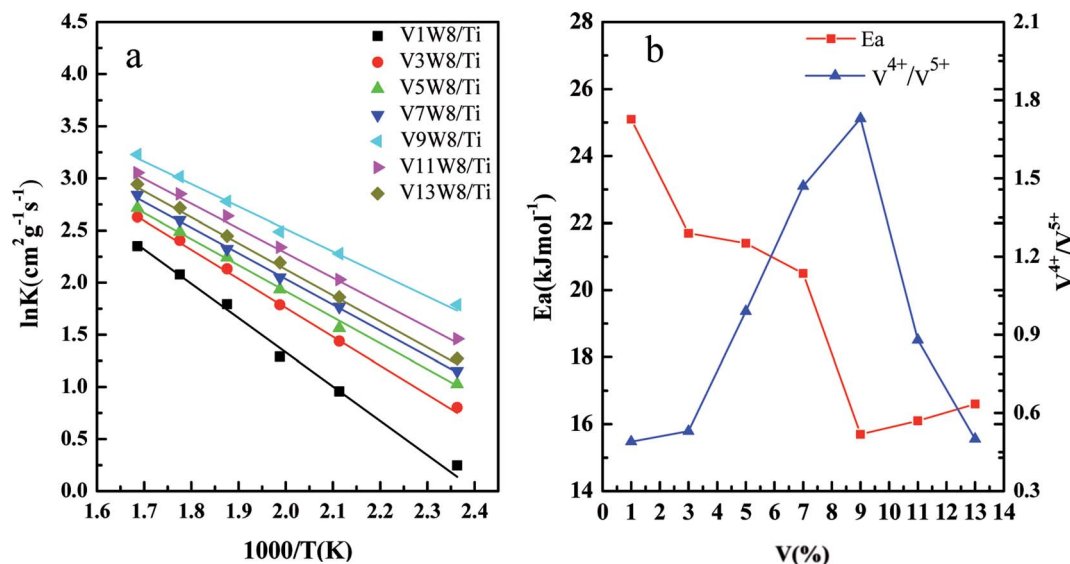 a
V1W8/Ti
V3W8/Ti
V5W8/Ti
V7W8/Ti
V9W8/Ti
V11W8/Ti
V13W8/Ti
lnK((cm²g⁻¹s⁻¹)
4.5
4.0
3.5
3.0
2.5
2.0
1.5
1.0
0.5
0.0
1.6 1.7 1.8 1.9 2.0 2.1 2.2 2.3 2.4
1000/T(K)
b
Ea
V⁴⁺/V⁵⁺
Ea(kJmol⁻¹)
28
26
24
22
20
18
16
14
0 1 2 3 4 5 6 7 8 9 10 11 12 13 14
V(%)
2.1
1.8
1.5
1.2
0.9
0.6
0.3
V⁴⁺/V⁵⁺